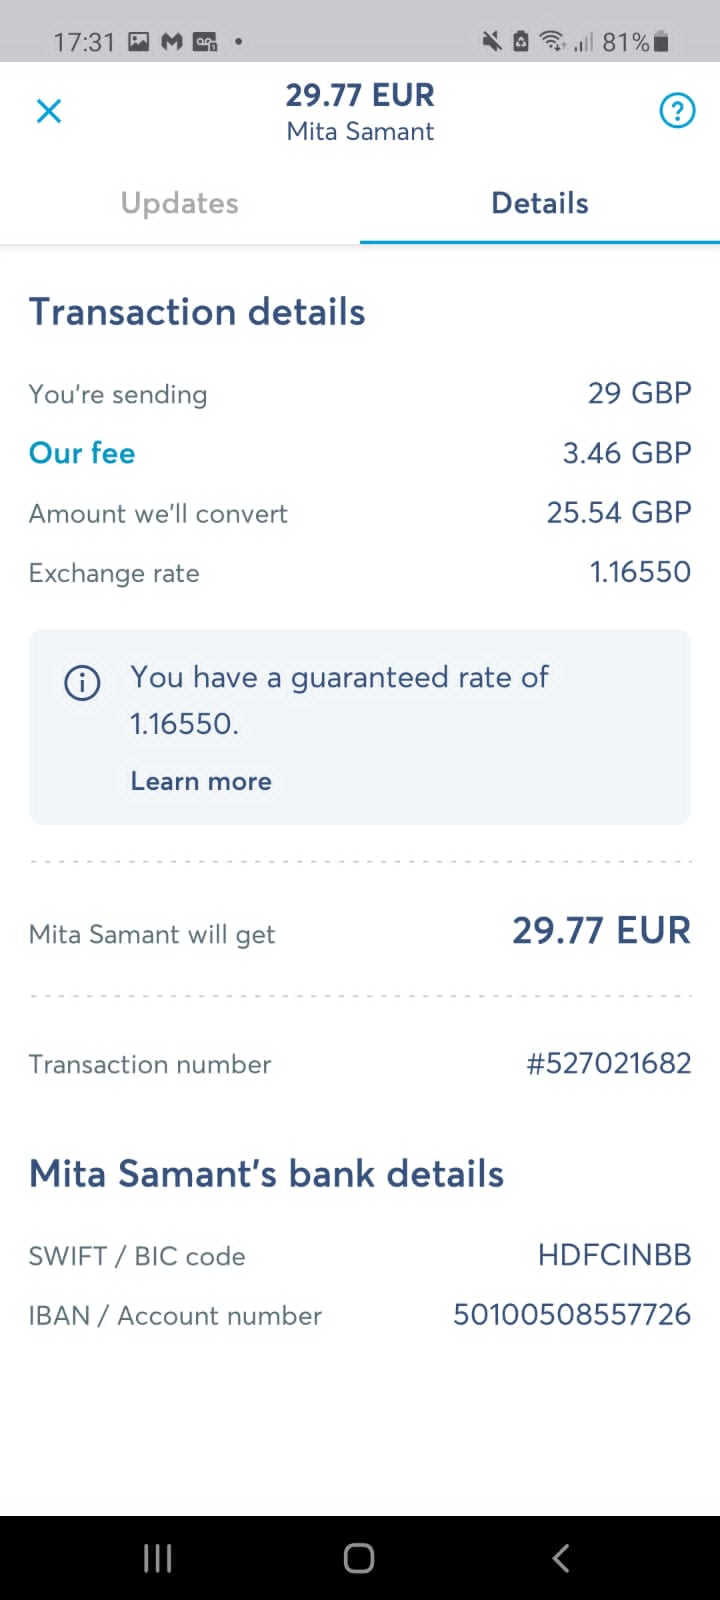 17:31
81%
29.77 EUR
Mita Samant
Updates
Details
Transaction details
You're sending 29 GBP
Our fee 3.46 GBP
Amount we'll convert 25.54 GBP
Exchange rate 1.16550
You have a guaranteed rate of
1.16550.
Learn more
Mita Samant will get 29.77 EUR
Transaction number #527021682
Mita Samant's bank details
SWIFT / BIC code HDFCINBB
IBAN / Account number 50100508557726